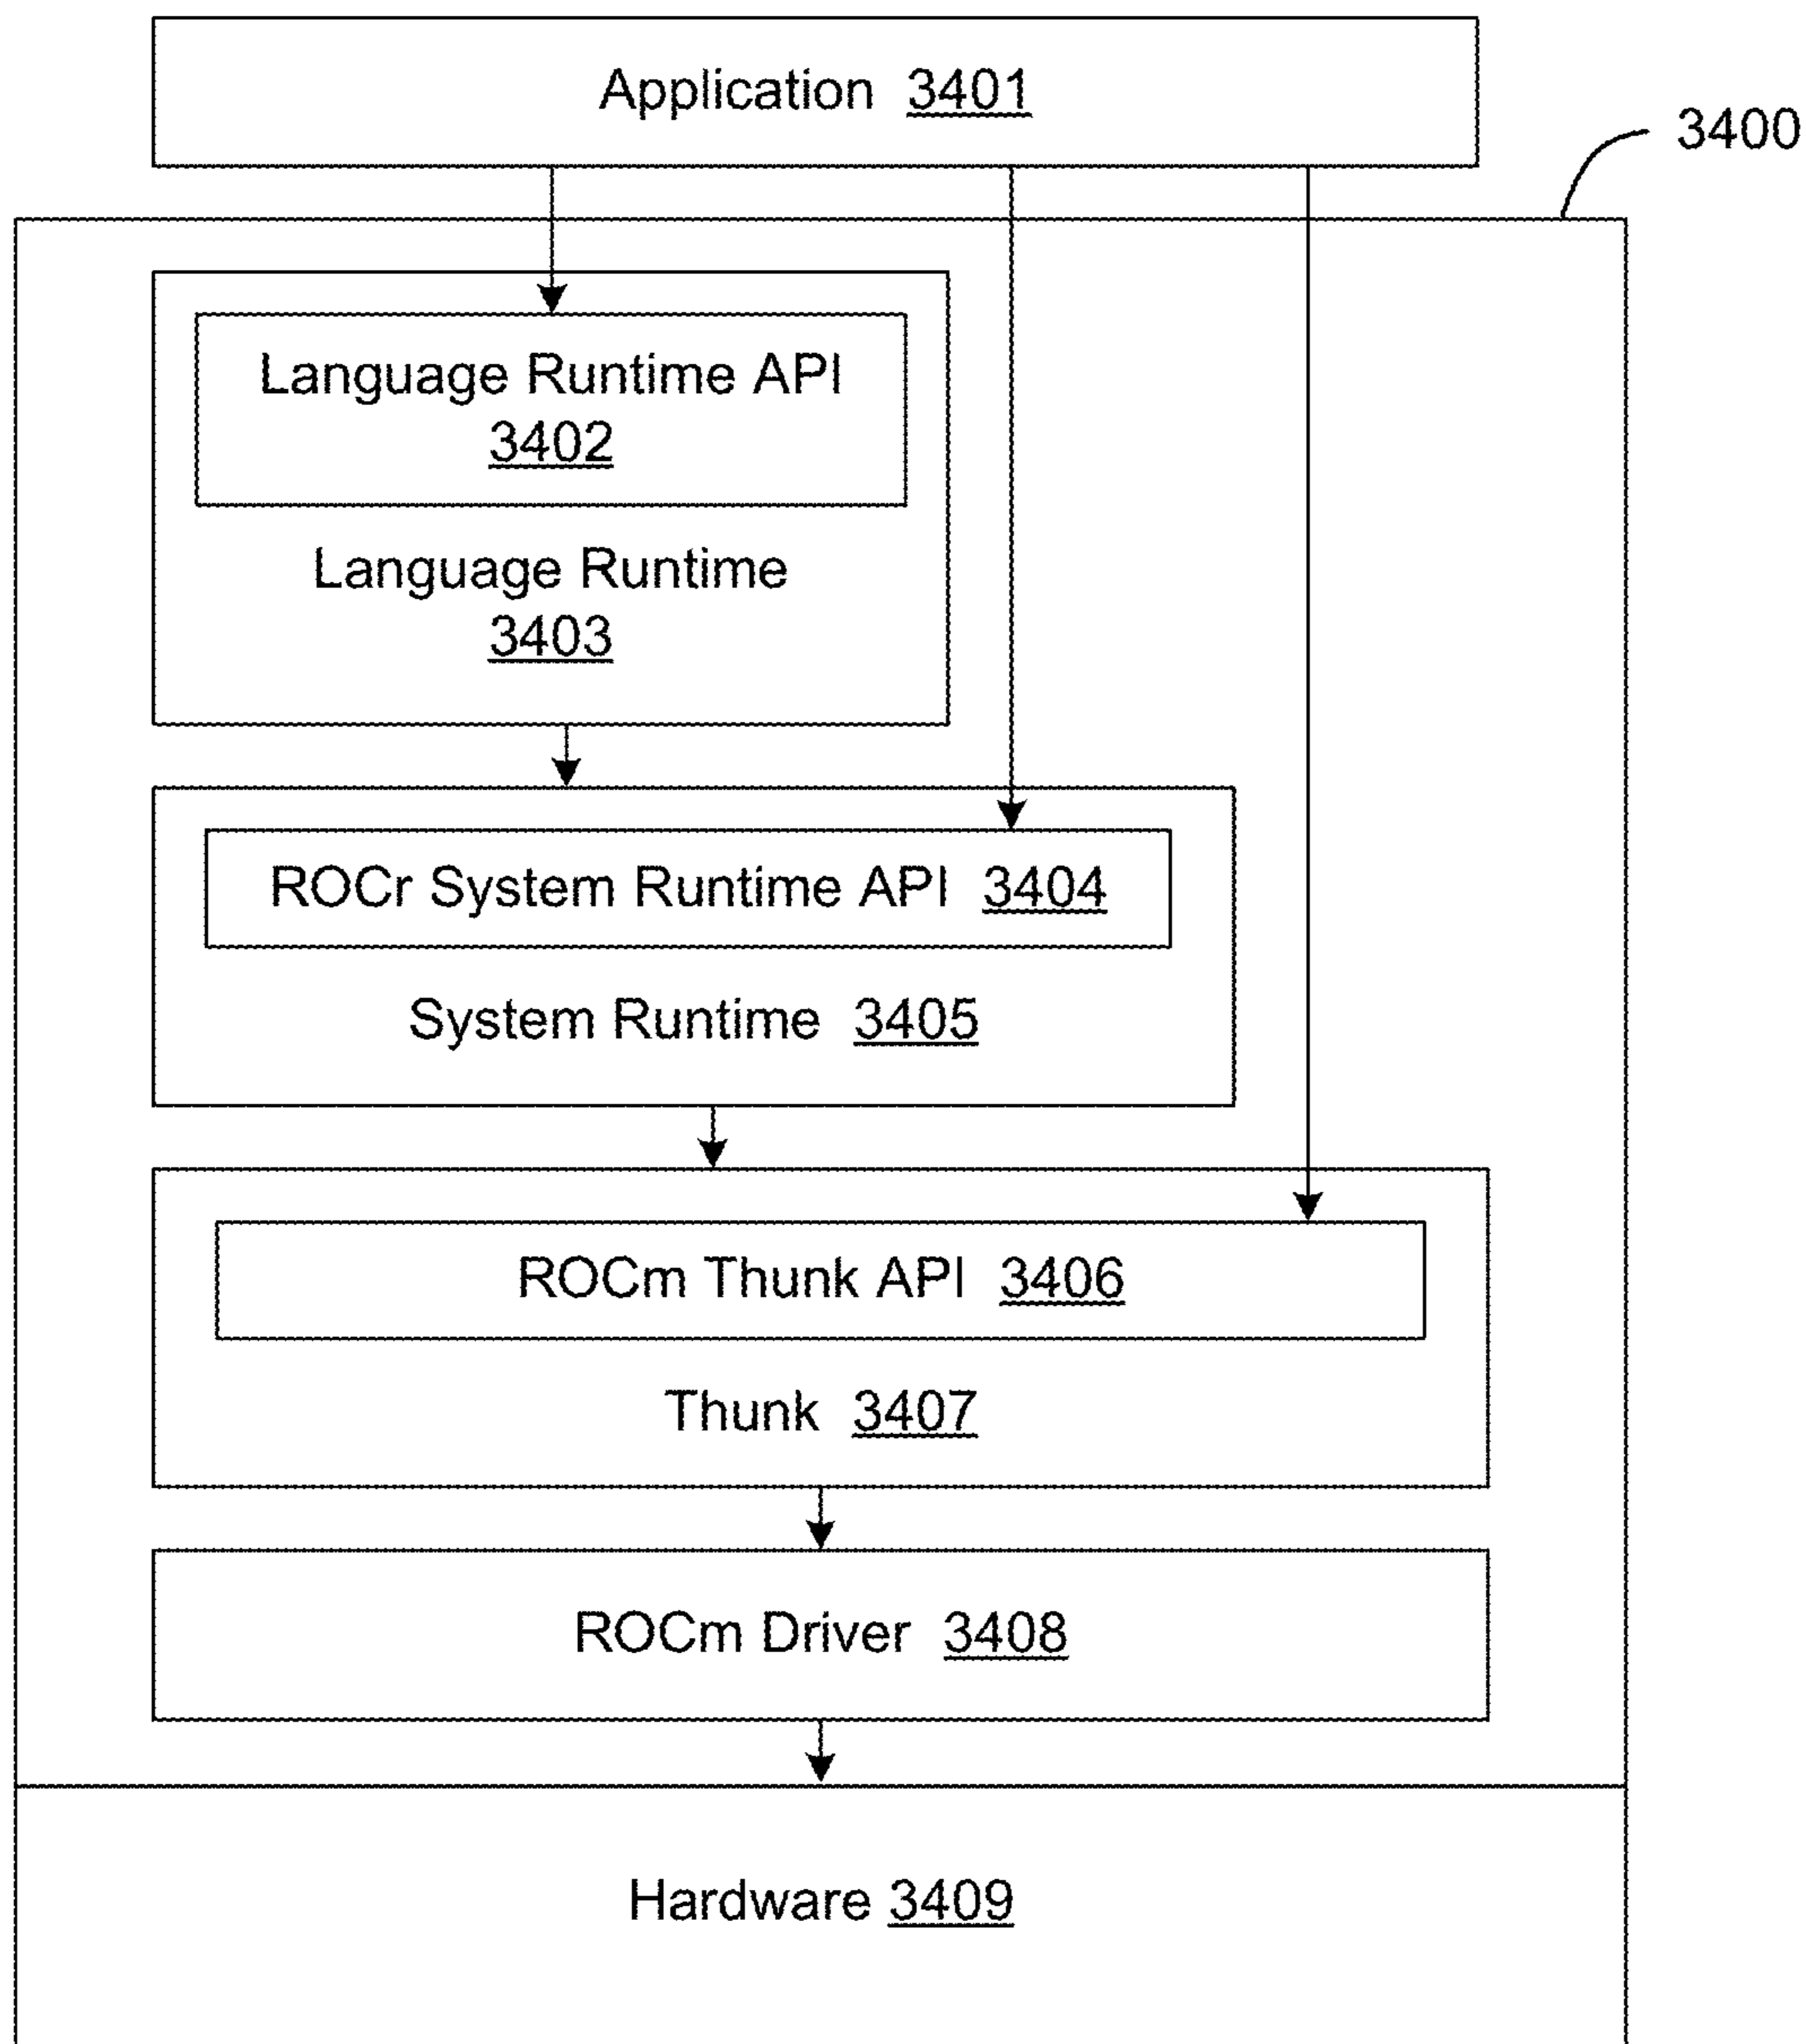 Application 3401
3400
Language Runtime API
3402
Language Runtime
3403
ROCr System Runtime API 3404
System Runtime 3405
ROCm Thunk API 3406
Thunk 3407
ROCm Driver 3408
Hardware 3409